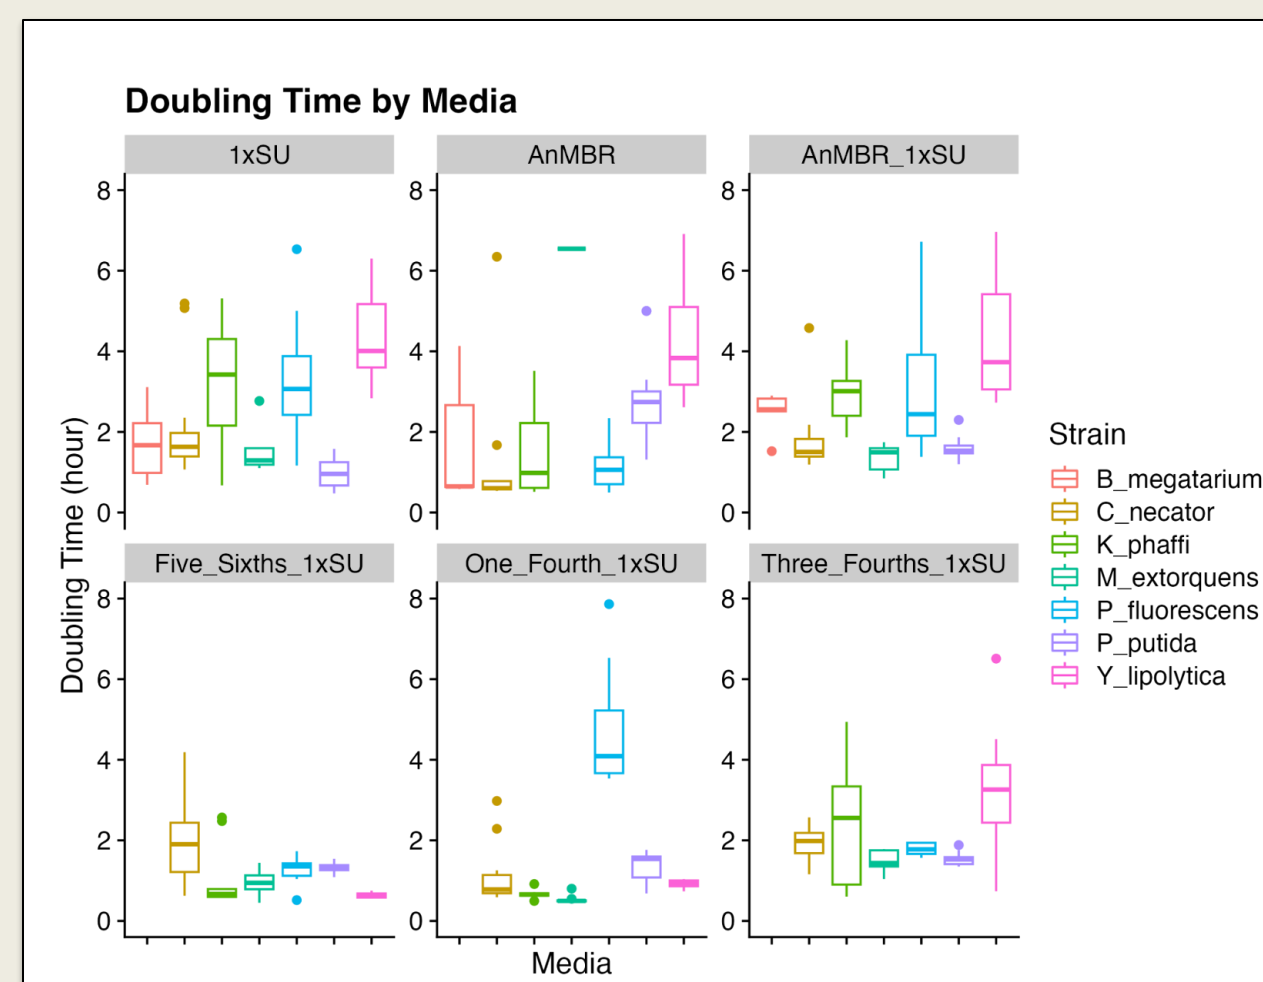 Doubling Time by Media
1xSU
AnMBR
AnMBR_1xSU
8
6
4
2
0
8
6
4
2
0
8
6
4
2
0
Five_Sixths_1xSU
One_Fourth_1xSU
Three_Fourths_1xSU
8
6
4
2
0
8
6
4
2
0
8
6
4
2
0
Doubling Time (hour)
Media
Strain
B_megatarium
C_necator
K_phaffi
M_extorquens
P_fluorescens
P_putida
Y_lipolytica